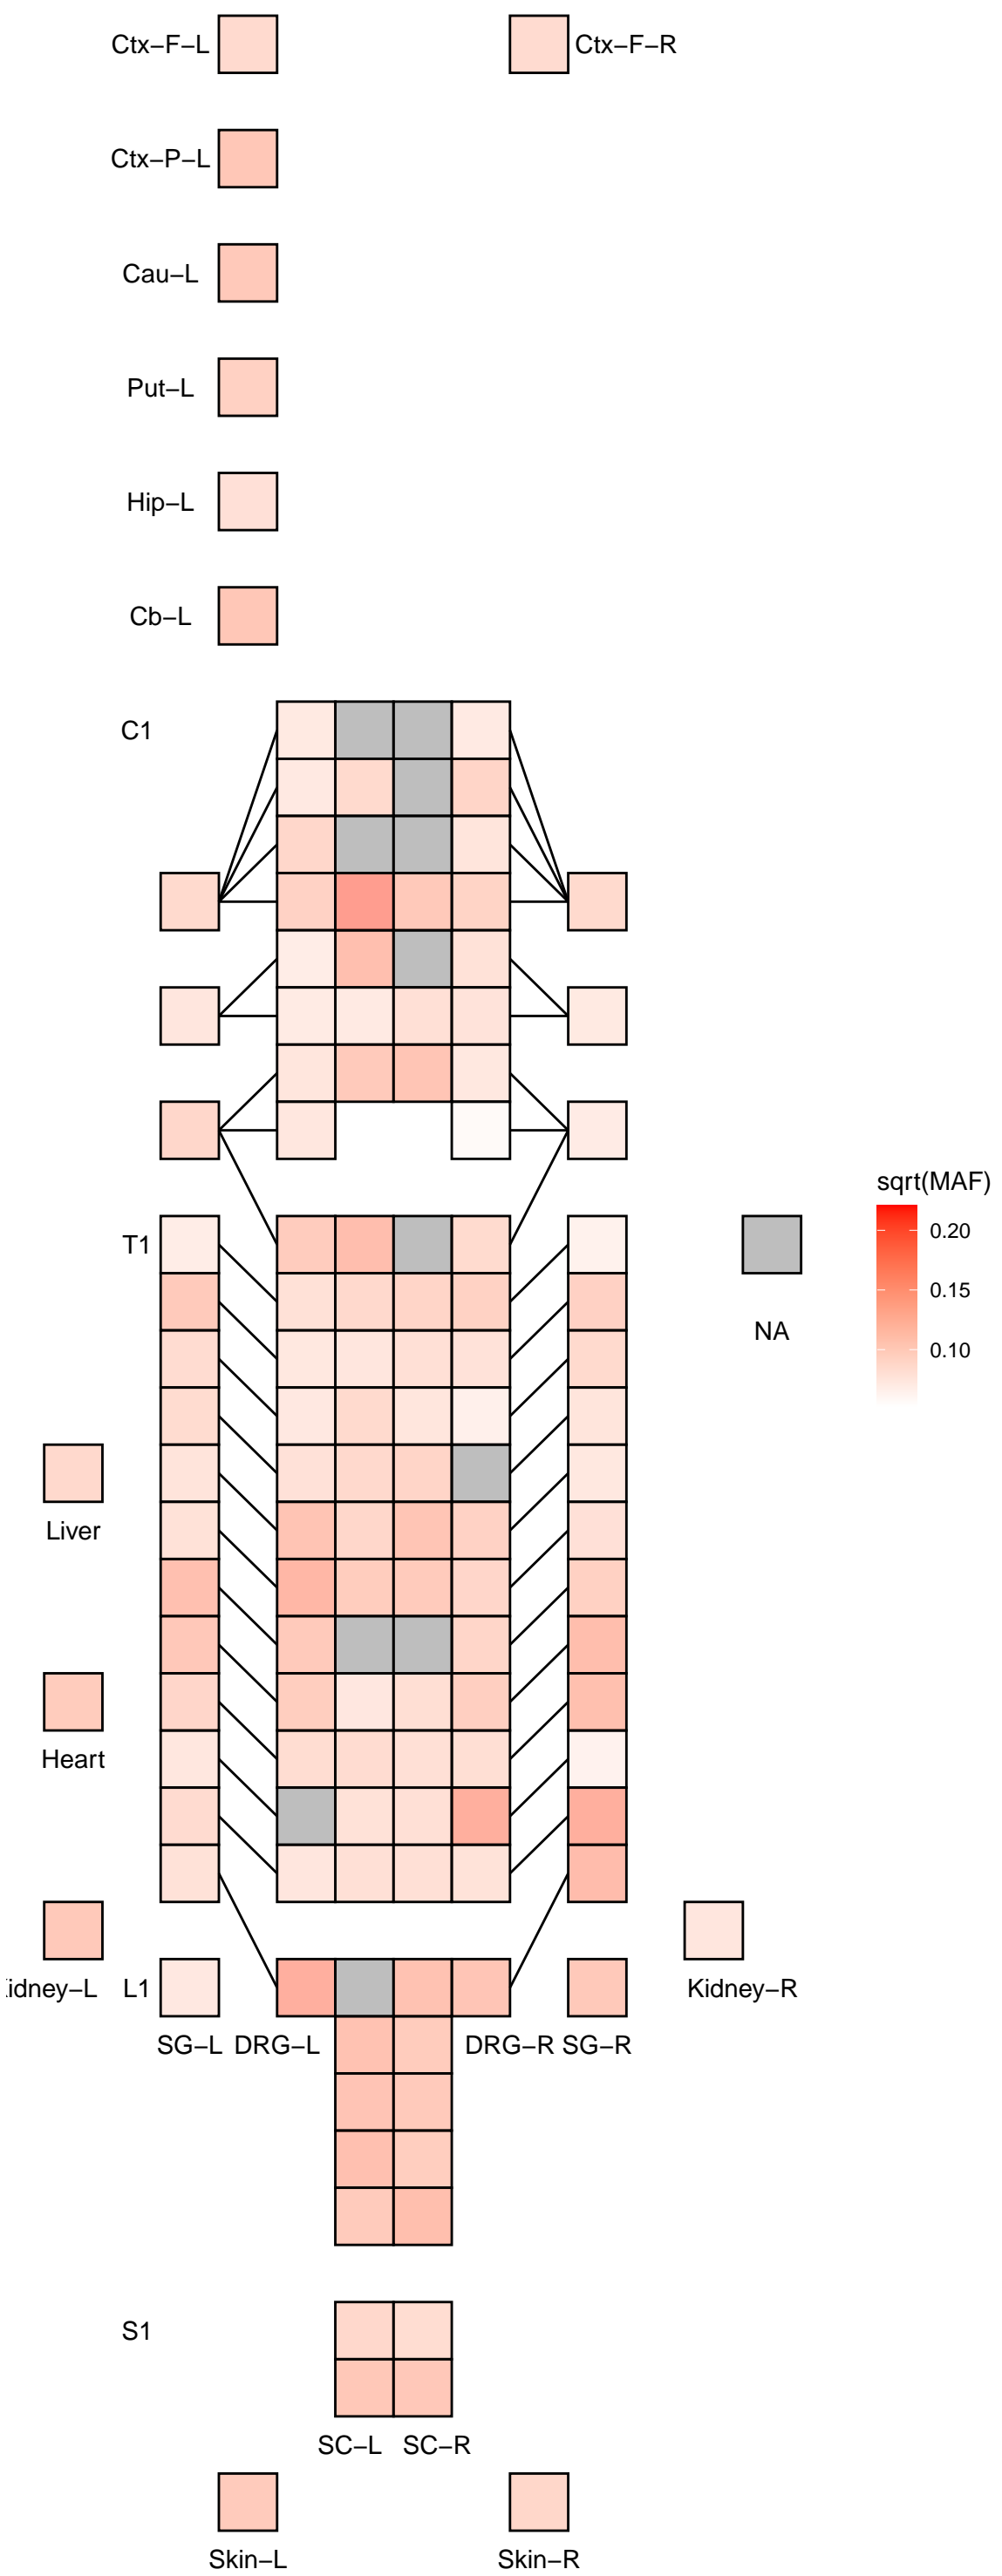 Ctx−F−L
Ctx−F−R
Ctx−P−L
Cau−L
Put−L
Hip−L
Cb−L
C1
sqrt(MAF)
T1
0.20
0.15
NA
0.10
Liver
Heart
idney−L
L1
Kidney−R
SG−L
DRG−L
DRG−R
SG−R
S1
SC−L
SC−R
Skin−L
Skin−R